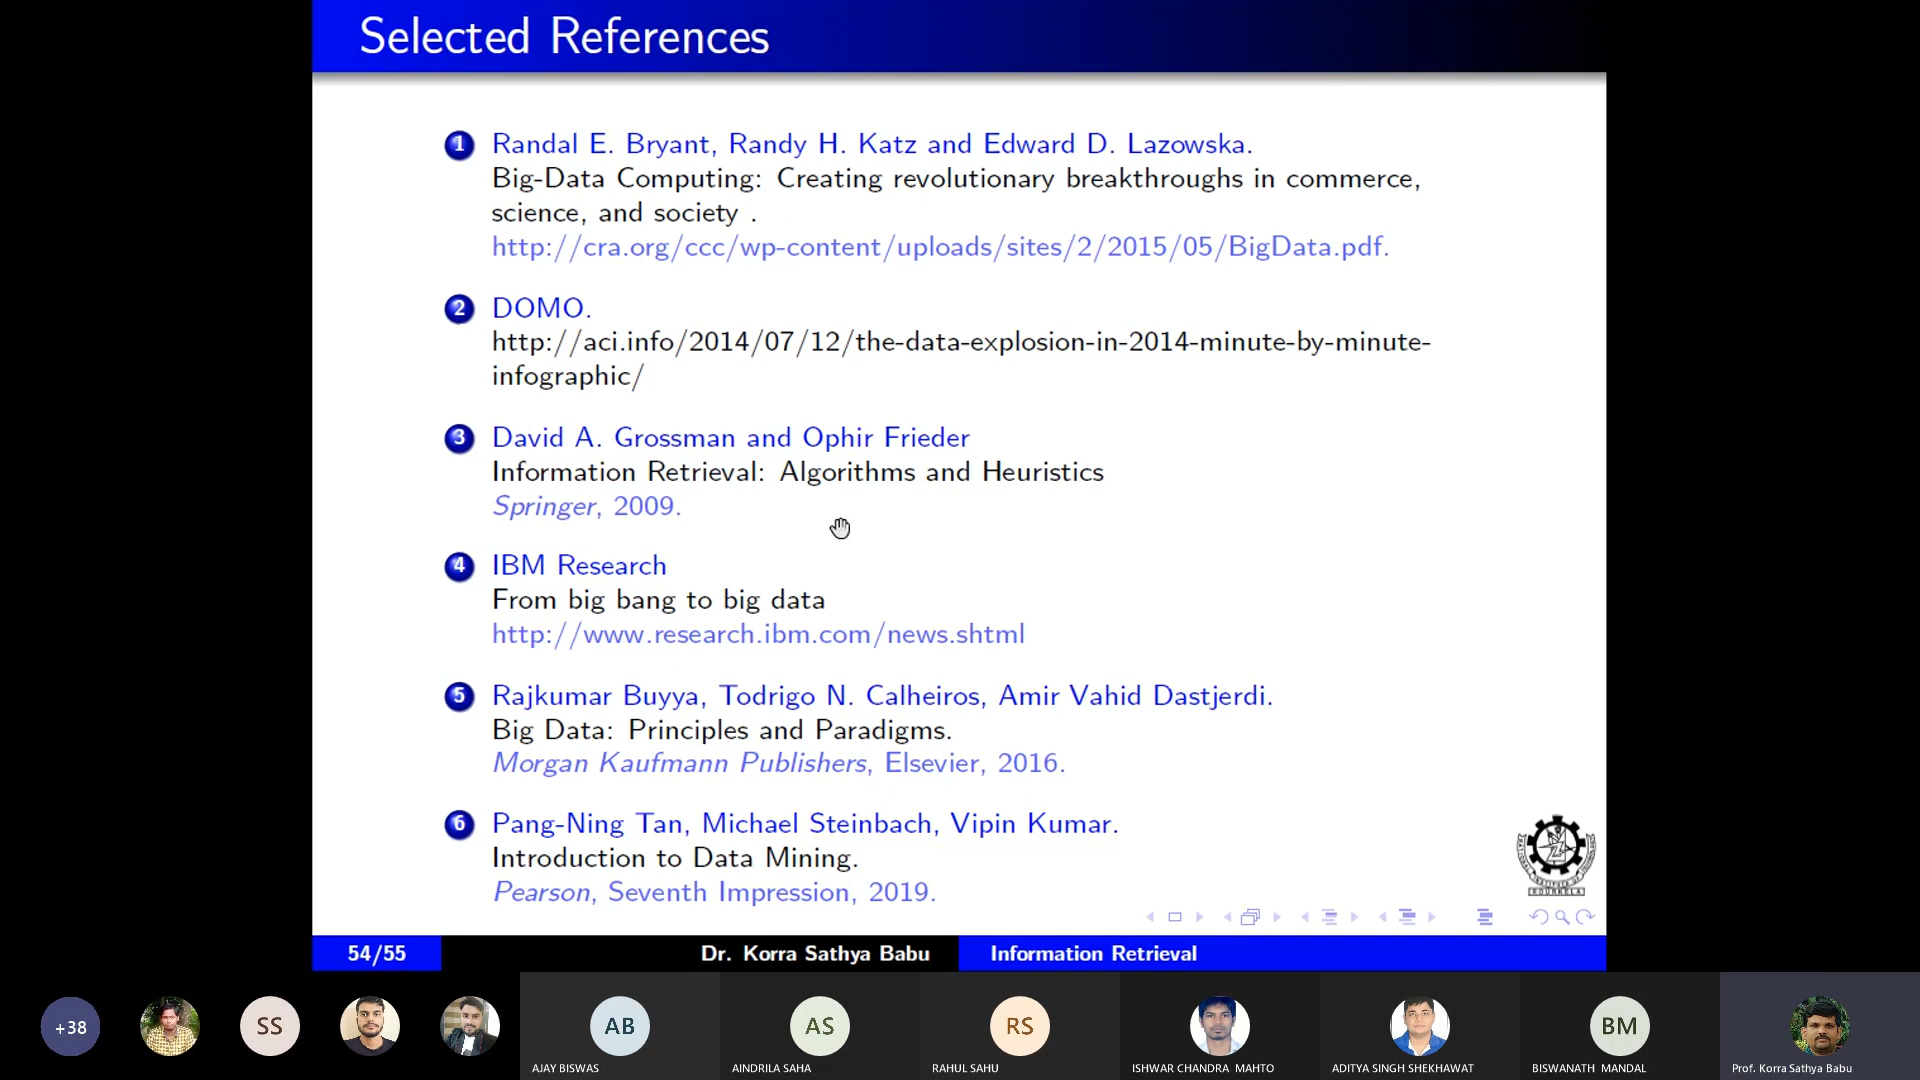 Selected References
1 Randal E. Bryant, Randy H. Katz and Edward D. Lazowska.
Big-Data Computing: Creating revolutionary breakthroughs in commerce,
science, and society .
http://cra.org/ccc/wp-content/uploads/sites/2/2015/05/BigData.pdf.
2 DOMO.
http://aci.info/2014/07/12/the-data-explosion-in-2014-minute-by-minute-
infographic/
3 David A. Grossman and Ophir Frieder
Information Retrieval: Algorithms and Heuristics
Springer, 2009.
4 IBM Research
From big bang to big data
http://www.research.ibm.com/news.shtml
5 Rajkumar Buyya, Todrigo N. Calheiros, Amir Vahid Dastjerdi.
Big Data: Principles and Paradigms.
Morgan Kaufmann Publishers, Elsevier, 2016.
6 Pang-Ning Tan, Michael Steinbach, Vipin Kumar.
Introduction to Data Mining.
Pearson, Seventh Impression, 2019.
54/55 Dr. Korra Sathya Babu Information Retrieval
+38 SS AB AS RS BM
AJAY BISWAS AINDRILA SAHA RAHUL SAHU ISHWAR CHANDRA MAHTO ADITYA SINGH SHEKHAWAT BISWANATH MANDAL Prof. Korra Sathya Babu